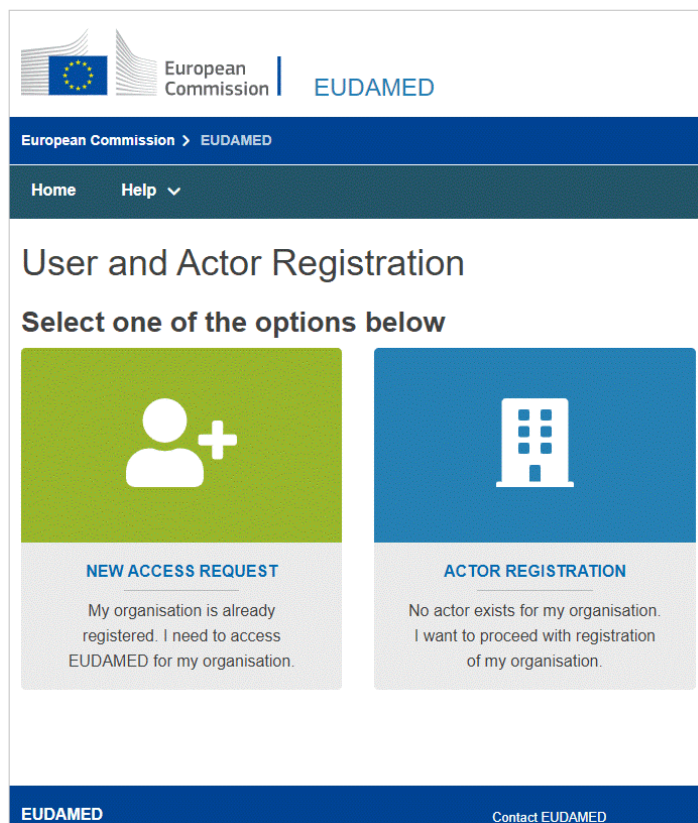 European
Commission
EUDAMED
European Commission > EUDAMED
Home Help
User and Actor Registration
Select one of the options below
NEW ACCESS REQUEST
My organisation is already
registered. I need to access
EUDAMED for my organisation.
ACTOR REGISTRATION
No actor exists for my organisation.
I want to proceed with registration
of my organisation.
EUDAMED
Contact EUDAMED